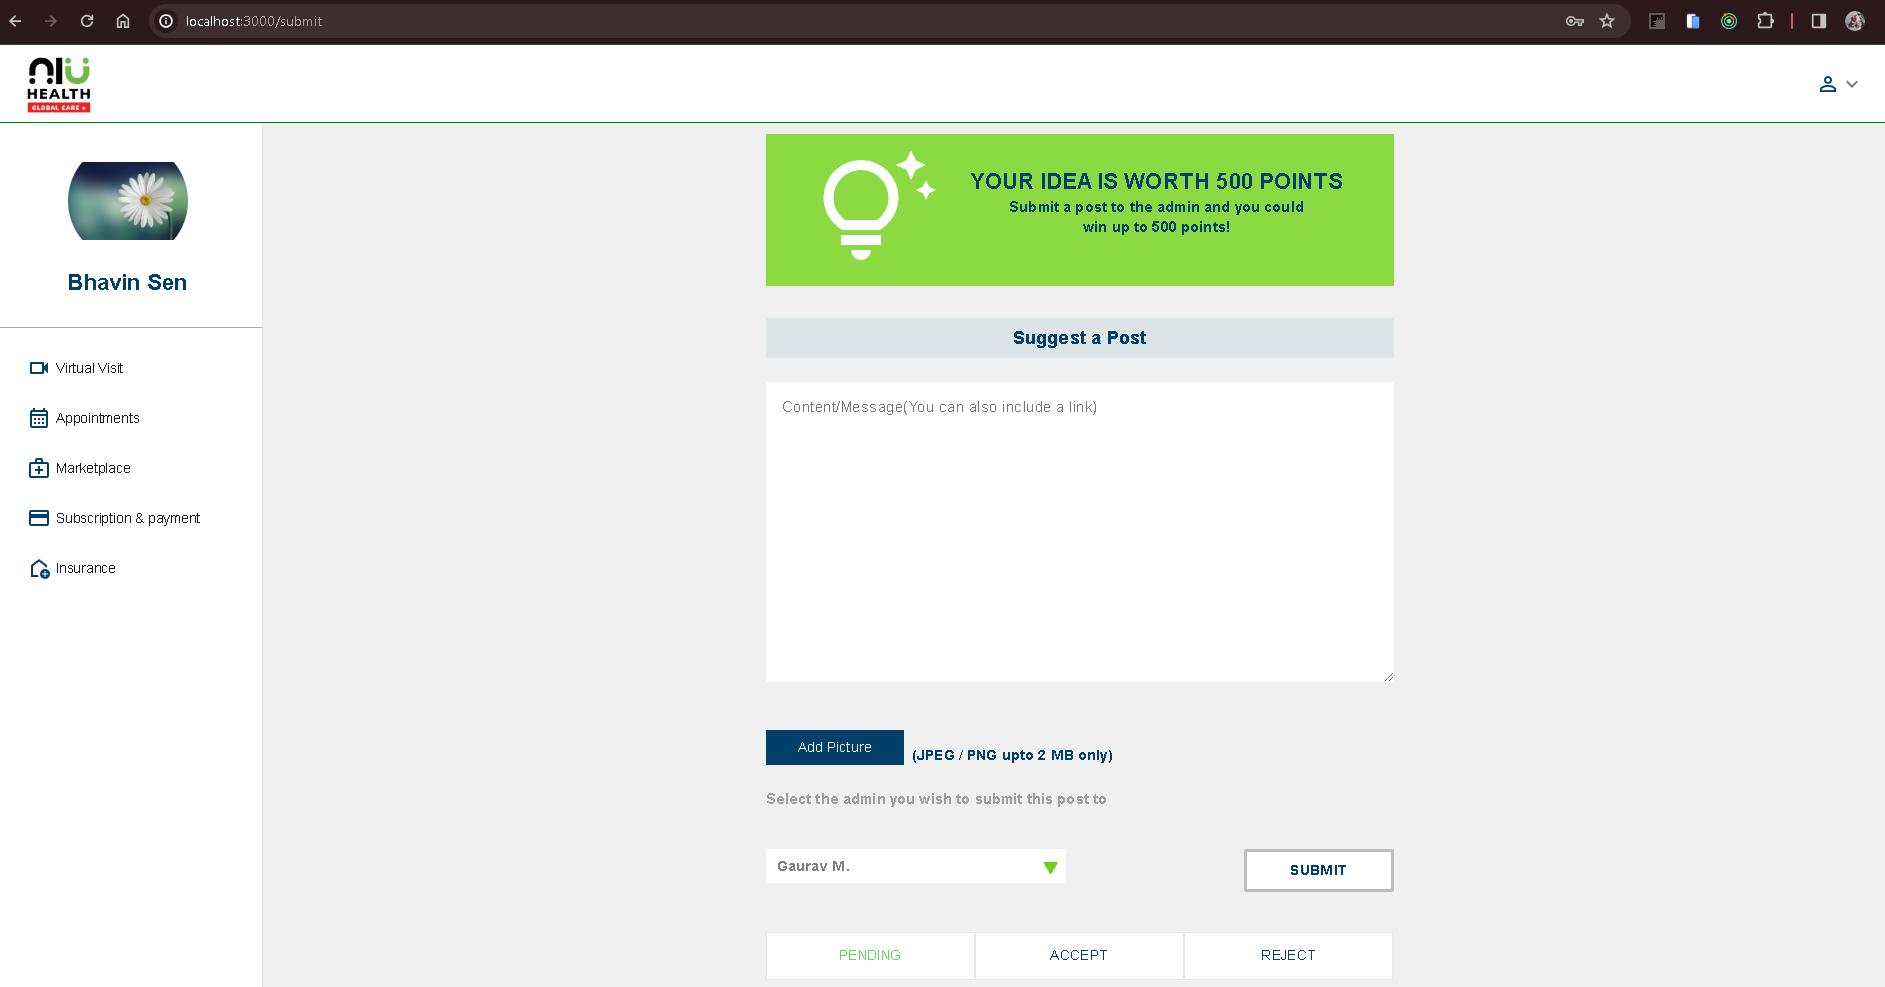 localhost:3000/submit
NIU
HEALTH
GLOBAL CARE +
Bhavin Sen
Virtual Visit
Appointments
Marketplace
Subscription & payment
Insurance
YOUR IDEA IS WORTH 500 POINTS
Submit a post to the admin and you could
win up to 500 points!
Suggest a Post
Content/Message(You can also include a link)
Add Picture (JPEG / PNG upto 2 MB only)
Select the admin you wish to submit this post to
Gaurav M.
SUBMIT
PENDING ACCEPT REJECT